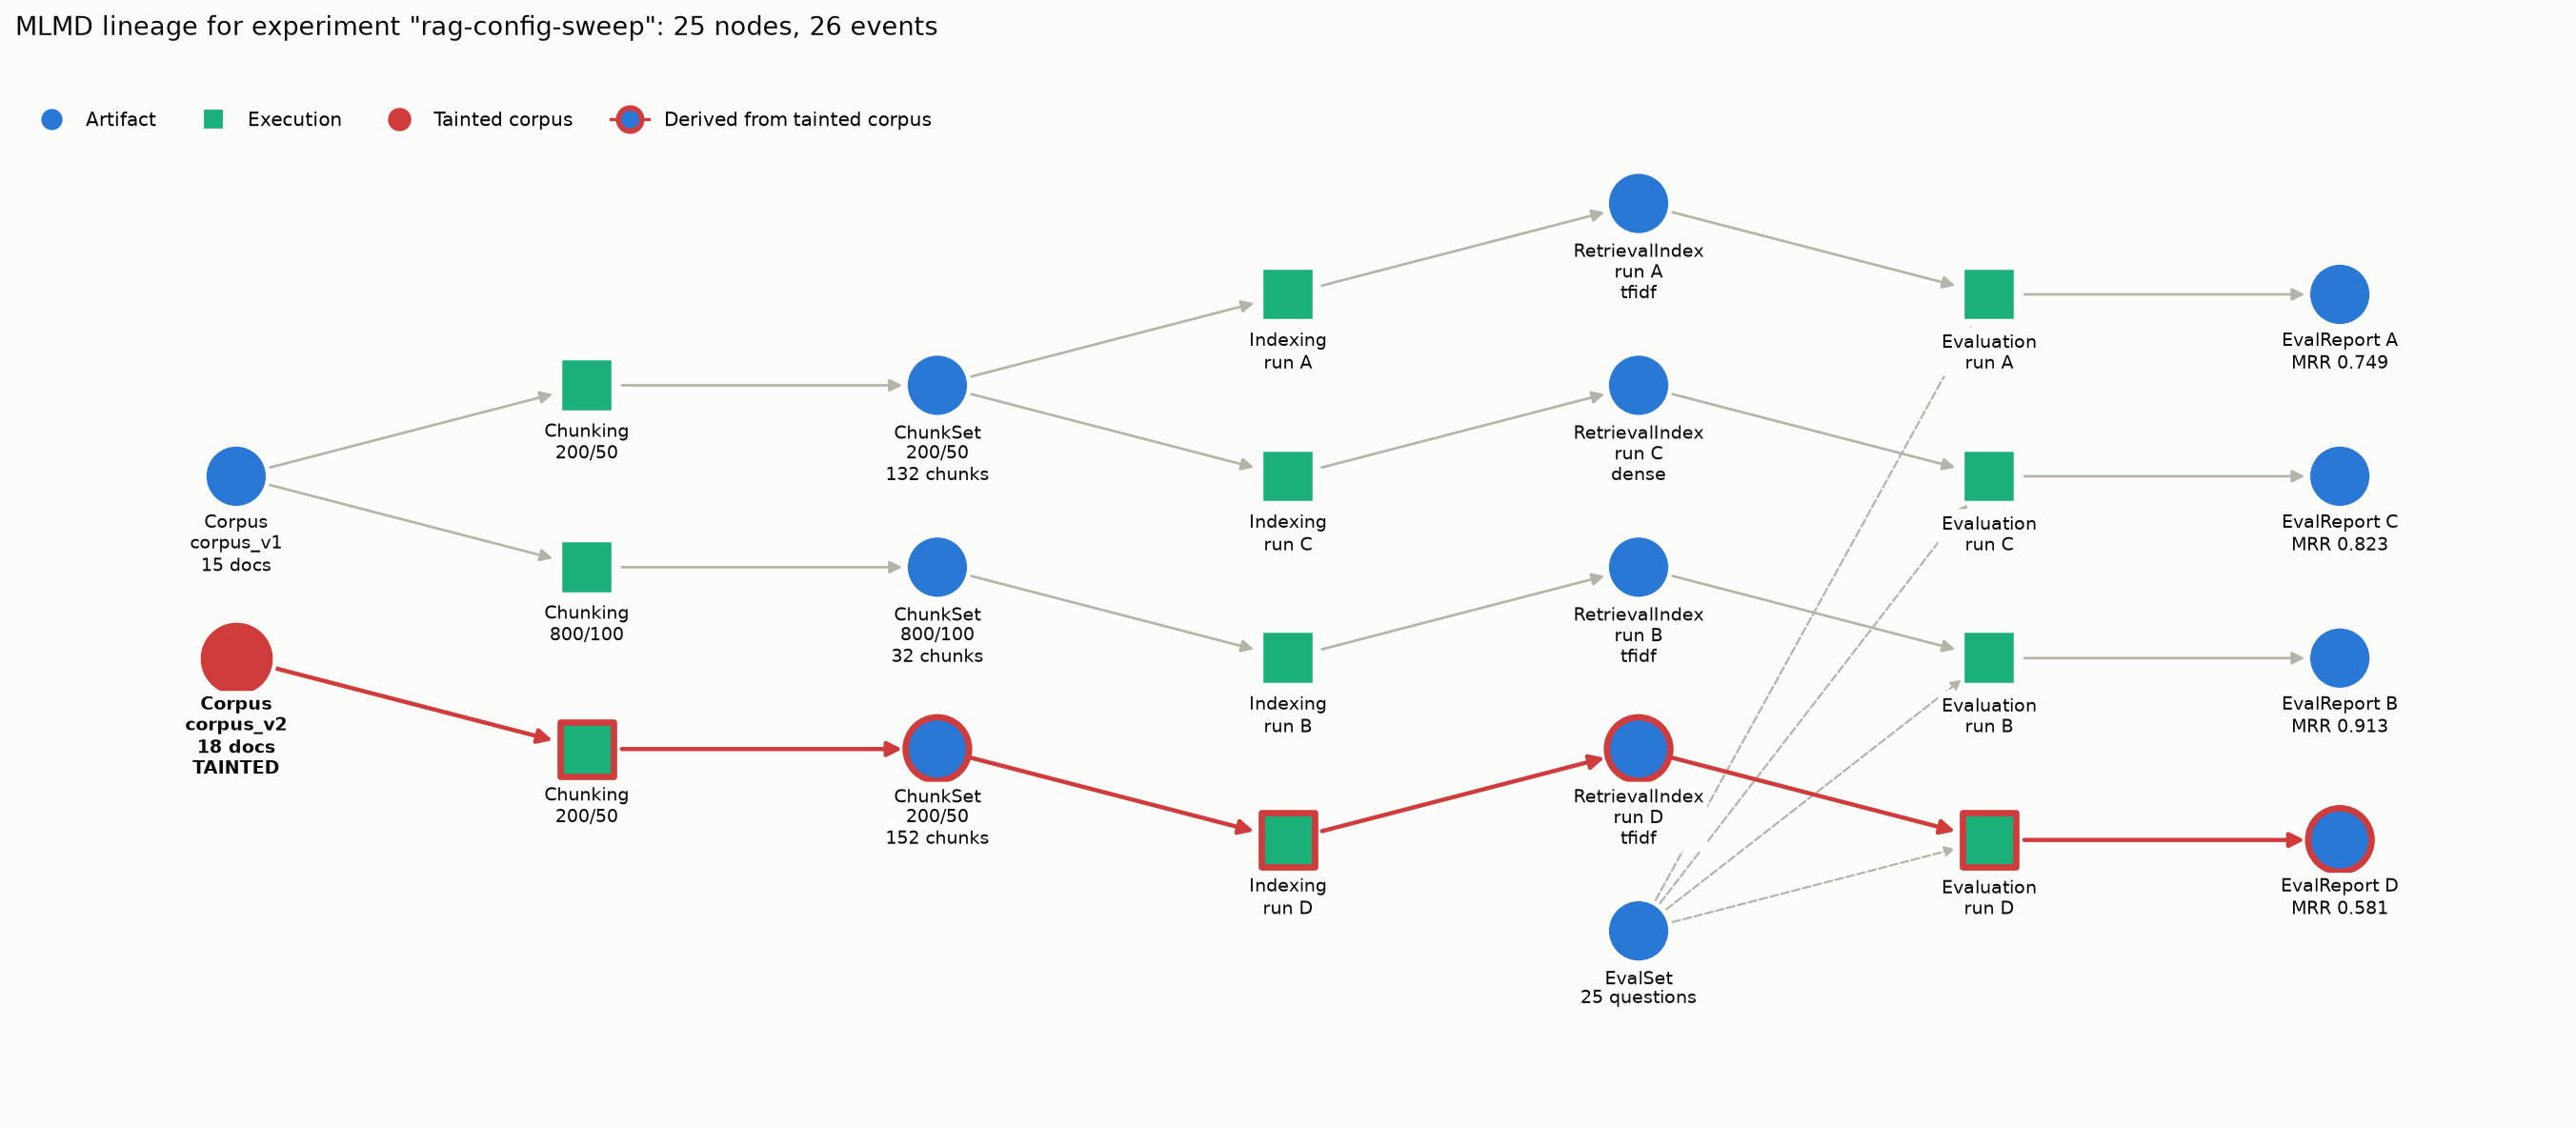 MLMD lineage for experiment "rag-config-sweep": 25 nodes, 26 events
Artifact
Execution
Tainted corpus
Derived from tainted corpus
Corpus
corpus_v1
15 docs
Corpus
corpus_v2
18 docs
TAINTED
Chunking
200/50
Chunking
800/100
Chunking
200/50
ChunkSet
200/50
132 chunks
ChunkSet
800/100
32 chunks
ChunkSet
200/50
152 chunks
Indexing
run A
Indexing
run C
Indexing
run B
Indexing
run D
RetrievalIndex
run A
tfidf
RetrievalIndex
run C
dense
RetrievalIndex
run B
tfidf
RetrievalIndex
run D
tfidf
EvalSet
25 questions
Evaluation
run A
Evaluation
run C
Evaluation
run B
Evaluation
run D
EvalReport A
MRR 0.749
EvalReport C
MRR 0.823
EvalReport B
MRR 0.913
EvalReport D
MRR 0.581